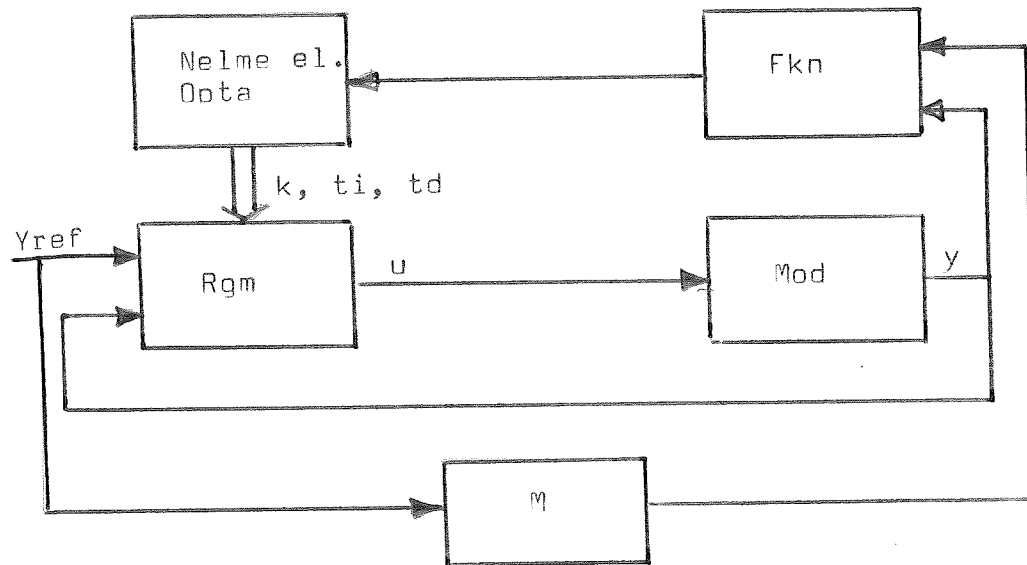 Nelme el.
Opta
Fkn
k, ti, td
Yref
Rgm
u
Mod
y
M